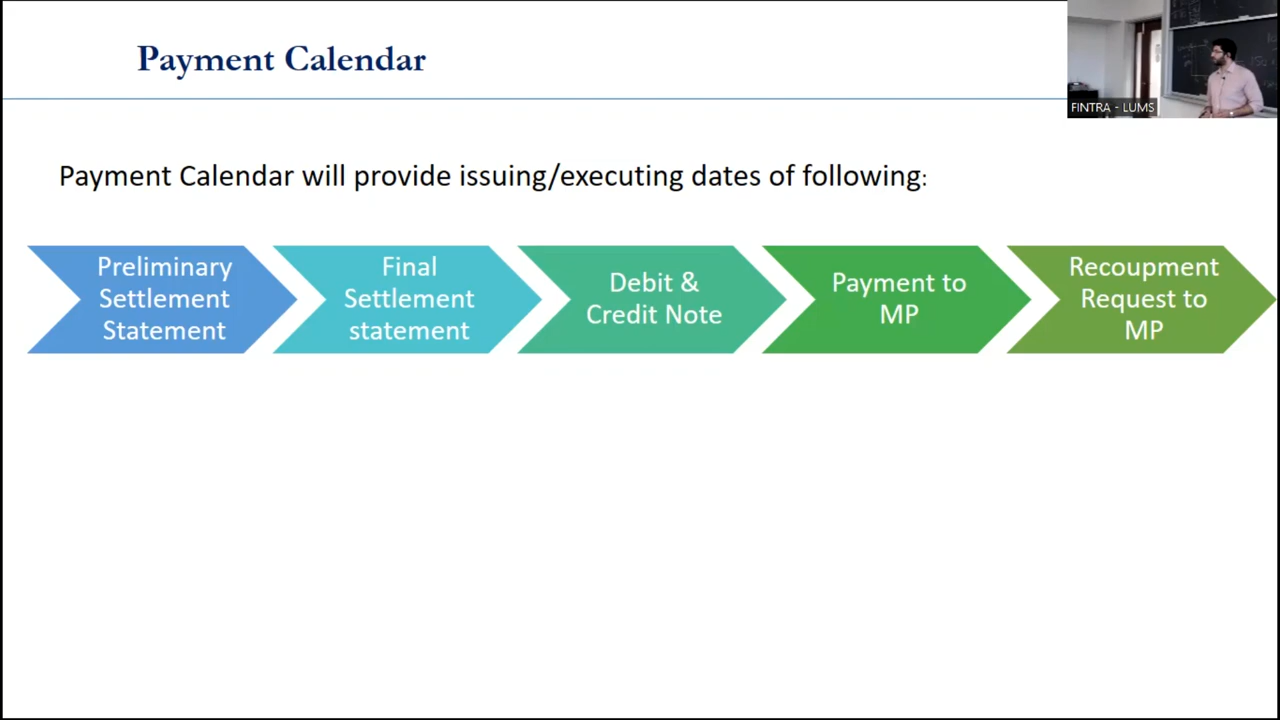 Payment Calendar
FINTRA - LUMS
Payment Calendar will provide issuing/executing dates of following:
Preliminary
Settlement
Statement
Final
Settlement
statement
Debit &
Credit Note
Payment to
MP
Recoupment
Request to
MP